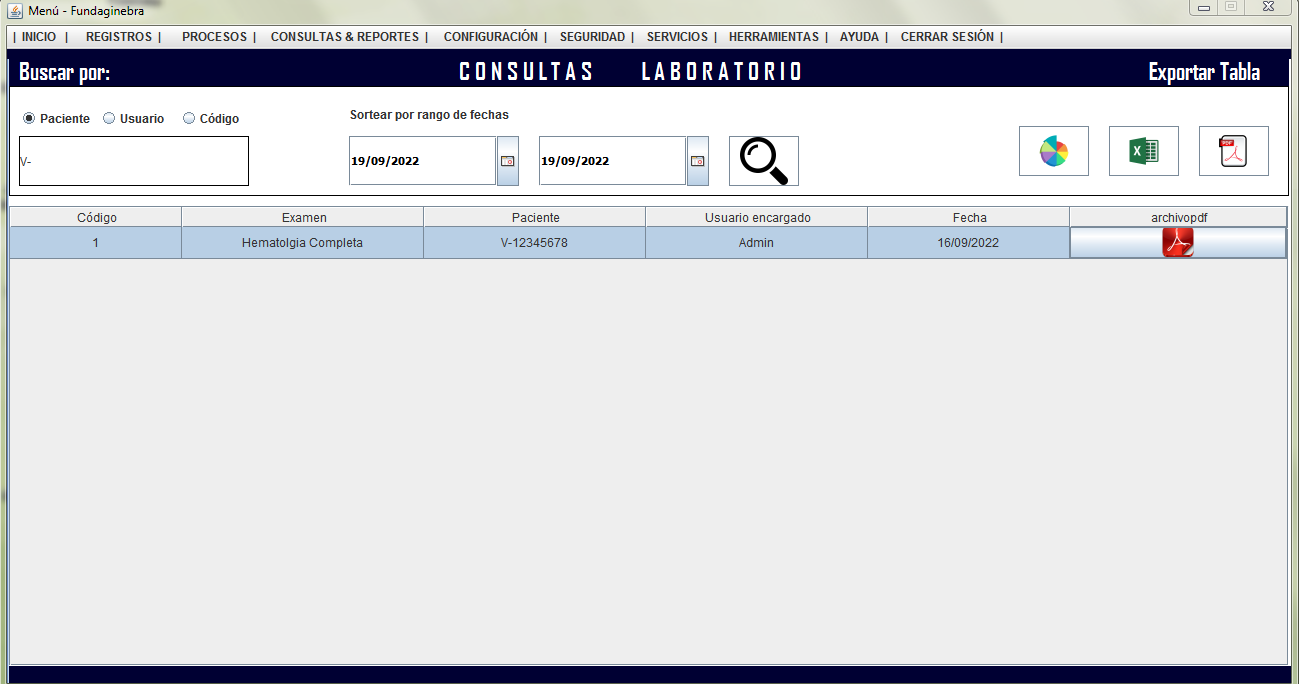 Menú - Fundaginebra
| INICIO | REGISTROS | PROCESOS | CONSULTAS & REPORTES | CONFIGURACIÓN | SEGURIDAD | SERVICIOS | HERRAMIENTAS | AYUDA | CERRAR SESIÓN |
Buscar por: CONSULTAS LABORATORIO Exportar Tabla
Paciente Usuario Código Sortear por rango de fechas
V- 19/09/2022 19/09/2022 X PDF
Código Examen Paciente Usuario encargado Fecha archivopdf
1 Hematolgia Completa V-12345678 Admin 16/09/2022